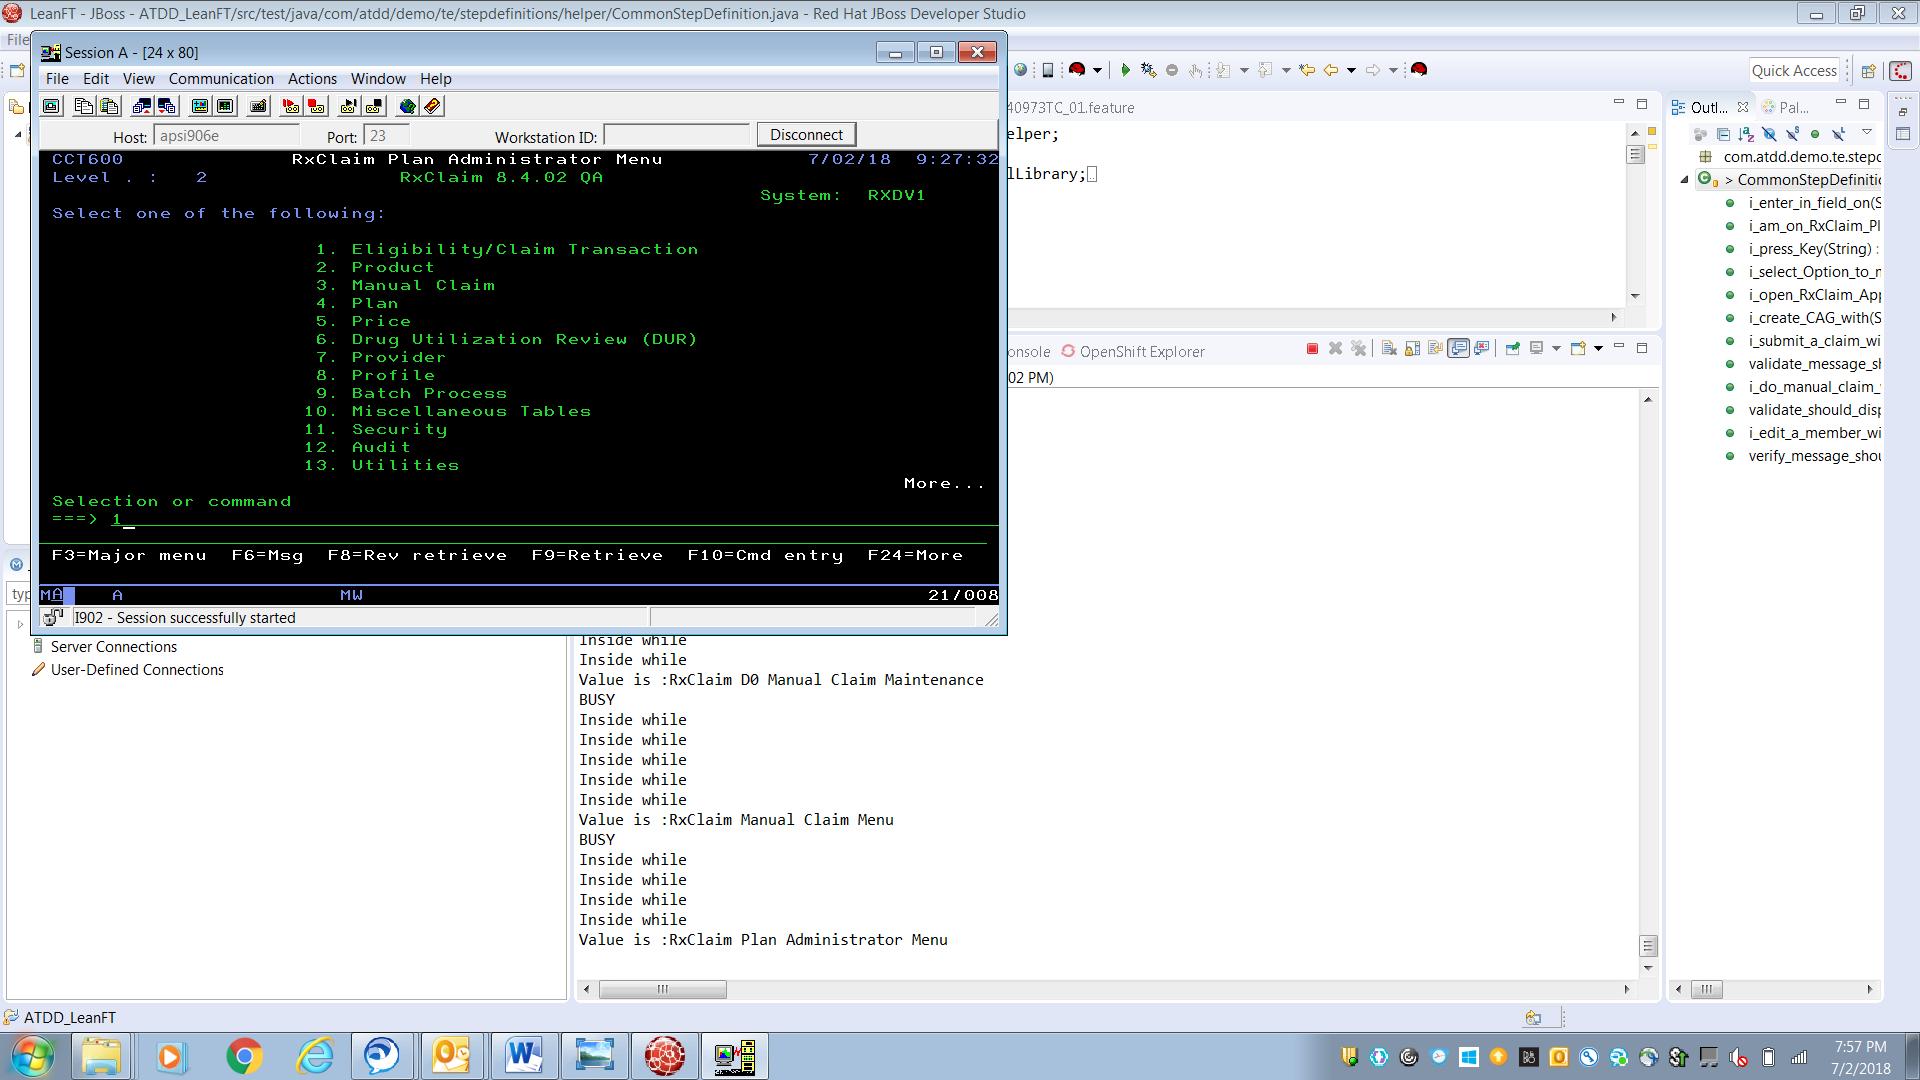 LeanFT - JBoss - ATDD_LeanFT/src/test/java/com/atdd/demo/te/stepdefinitions/helper/CommonStepDefinition.java - Red Hat JBoss Developer Studio
File
Session A - [24 x 80]
File Edit View Communication Actions Window Help
Host: apsi906e Port: 23 Workstation ID: Disconnect
CCT600 RxClaim Plan Administrator Menu 7/02/18 9:27:32
Level . : 2 RxClaim 8.4.02 QA
System: RXDV1
Select one of the following:
1. Eligibility/Claim Transaction
2. Product
3. Manual Claim
4. Plan
5. Price
6. Drug Utilization Review (DUR)
7. Provider
8. Profile
9. Batch Process
10. Miscellaneous Tables
11. Security
12. Audit
13. Utilities
More...
Selection or command
===> 1
F3=Major menu F6=Msg F8=Rev retrieve F9=Retrieve F10=Cmd entry F24=More
MA A MW 21/008
I902 - Session successfully started
Quick Access
40973TC_01.feature
elper;
lLibrary;
onsole OpenShift Explorer
02 PM)
Outl... Pal...
com.atdd.demo.te.stepd
> CommonStepDefinitio
i_enter_in_field_on(S
i_am_on_RxClaim_Pl
i_press_Key(String) :
i_select_Option_to_n
i_open_RxClaim_App
i_create_CAG_with(S
i_submit_a_claim_wi
validate_message_sh
i_do_manual_claim_
validate_should_disp
i_edit_a_member_wi
verify_message_shou
typ
Server Connections
User-Defined Connections
Inside while
Inside while
Value is :RxClaim D0 Manual Claim Maintenance
BUSY
Inside while
Inside while
Inside while
Inside while
Inside while
Value is :RxClaim Manual Claim Menu
BUSY
Inside while
Inside while
Inside while
Inside while
Value is :RxClaim Plan Administrator Menu
ATDD_LeanFT
7:57 PM
7/2/2018